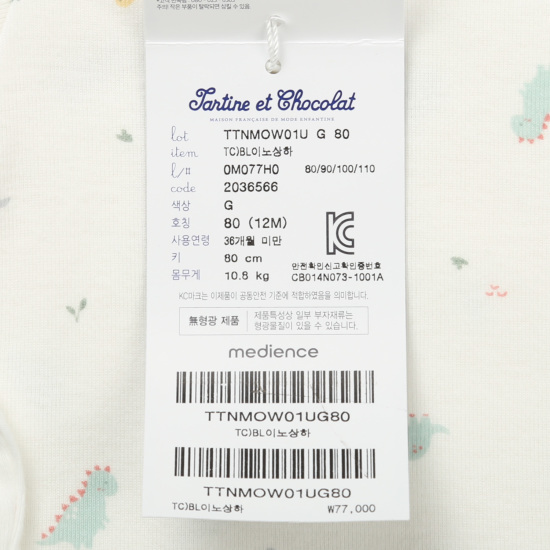 Tartine et Chocolat
MAISON FRANÇAISE DE MODE ENFANTINE
lot TTNMOW01U G 80
item TC)BL이노상하
l/# 0M077H0 80/90/100/110
code 2036566
색상 G
호칭 80 (12M)
사용연령 36개월 미만
키 80 cm
몸무게 10.8 kg
안전확인신고확인증번호
CB014N073-1001A
KC마크는 이제품이 공통안전 기준에 적합하였음을 의미합니다.
無형광 제품
제품특성상 일부 부자재류는
형광물질이 있을 수 있습니다.
medience
TTNMOW01UG80
TC)BL이노상하
TTNMOW01UG80
TC)BL이노상하 ₩77,000